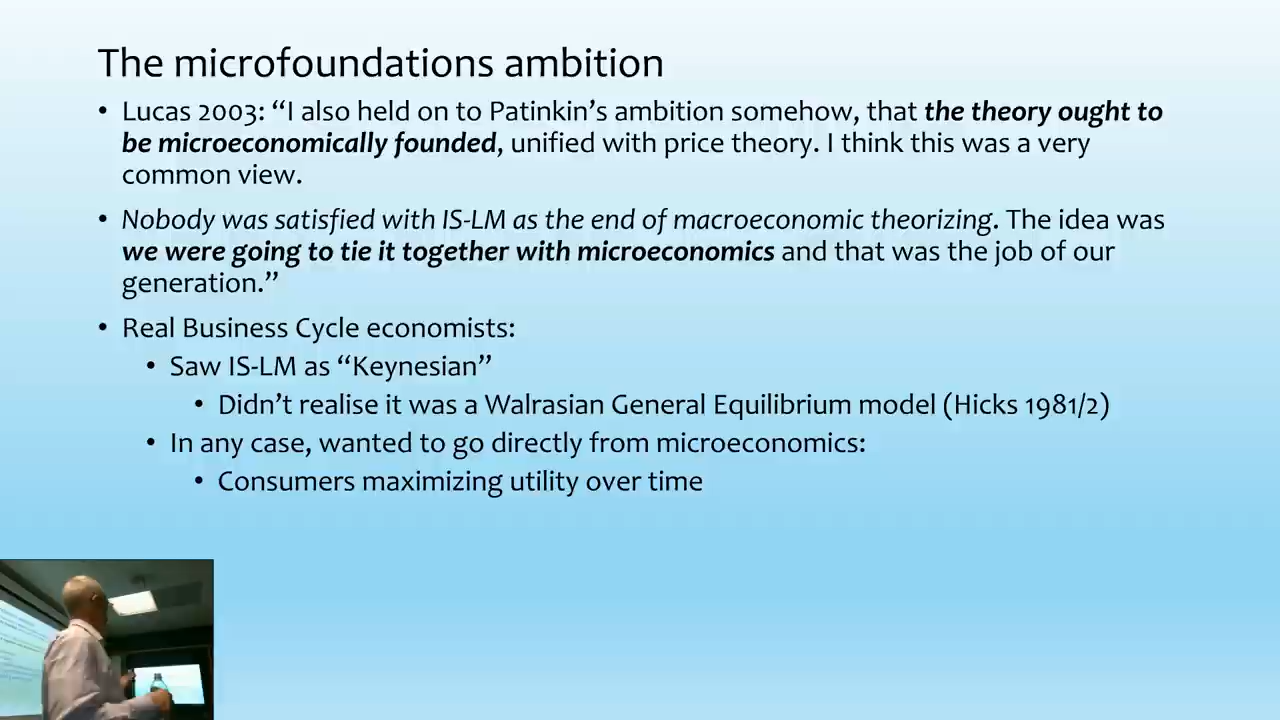 The microfoundations ambition
• Lucas 2003: “I also held on to Patinkin’s ambition somehow, that the theory ought to
be microeconomically founded, unified with price theory. I think this was a very
common view.
• Nobody was satisfied with IS-LM as the end of macroeconomic theorizing. The idea was
we were going to tie it together with microeconomics and that was the job of our
generation.”
• Real Business Cycle economists:
• Saw IS-LM as “Keynesian”
• Didn’t realise it was a Walrasian General Equilibrium model (Hicks 1981/2)
• In any case, wanted to go directly from microeconomics:
• Consumers maximizing utility over time